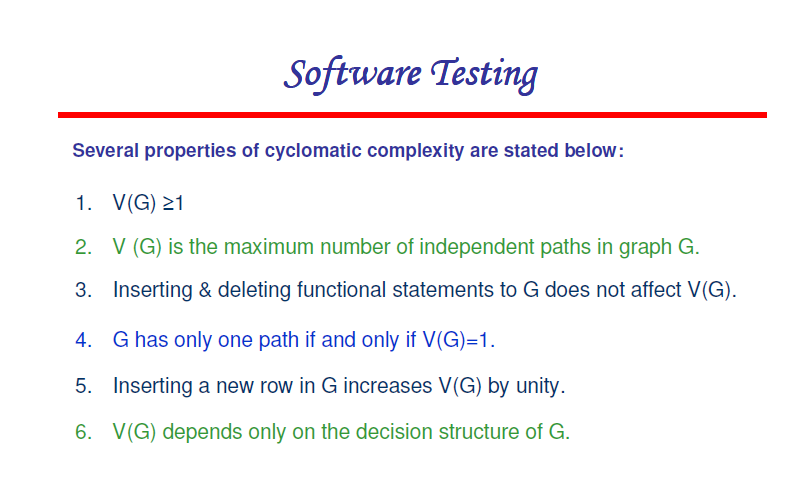 Software Testing
Several properties of cyclomatic complexity are stated below:
1. V(G) ≥1
2. V (G) is the maximum number of independent paths in graph G.
3. Inserting & deleting functional statements to G does not affect V(G).
4. G has only one path if and only if V(G)=1.
5. Inserting a new row in G increases V(G) by unity.
6. V(G) depends only on the decision structure of G.